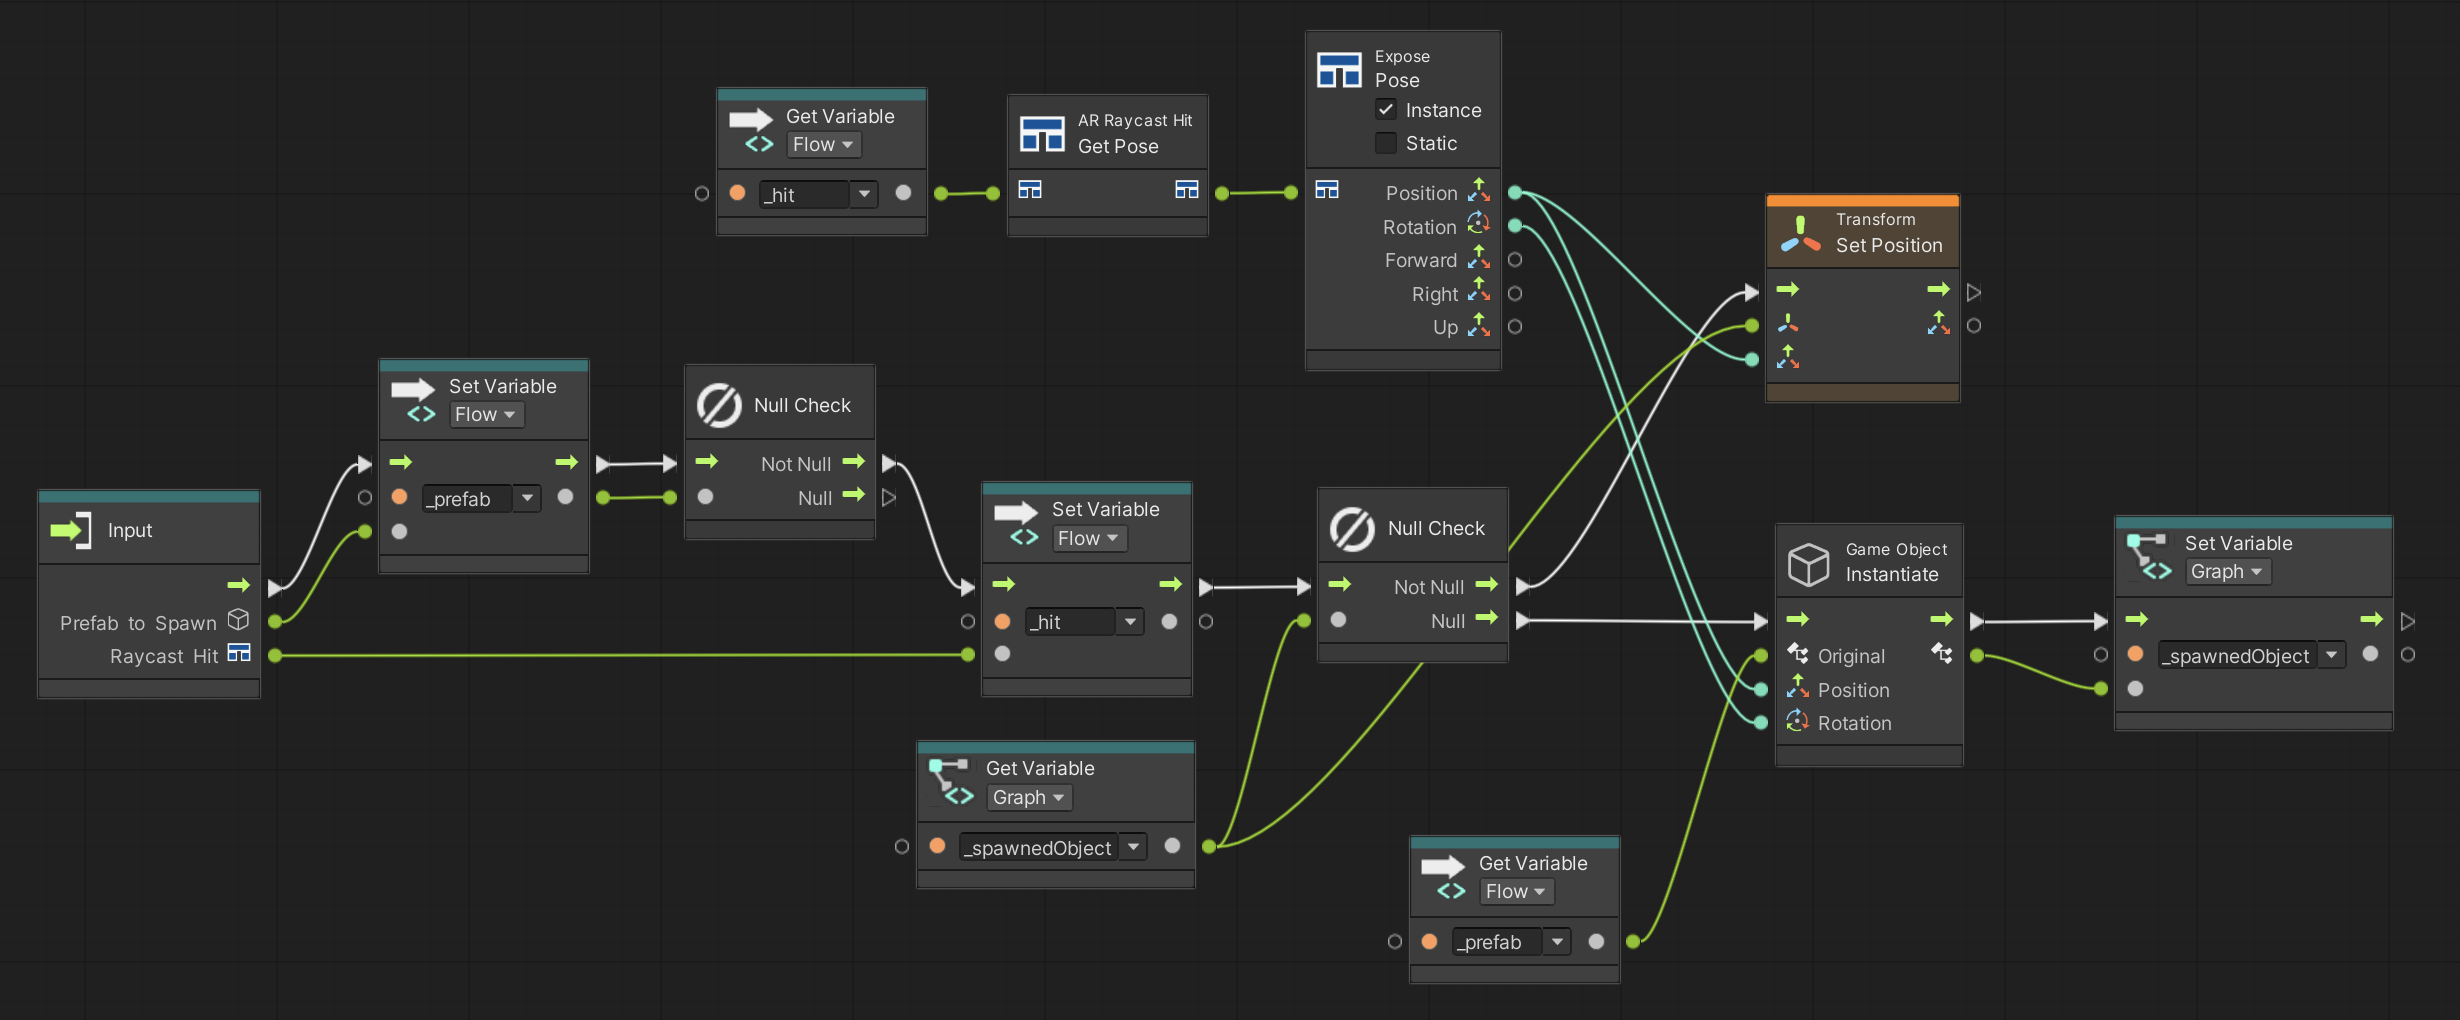 Get Variable
Flow
_hit
AR Raycast Hit
Get Pose
Expose
Pose
Instance
Static
Position
Rotation
Forward
Right
Up
Transform
Set Position
Set Variable
Flow
_prefab
Null Check
Not Null
Null
Input
Prefab to Spawn
Raycast Hit
Set Variable
Flow
_hit
Null Check
Not Null
Null
Game Object
Instantiate
Original
Position
Rotation
Set Variable
Graph
_spawnedObject
Get Variable
Graph
_spawnedObject
Get Variable
Flow
_prefab